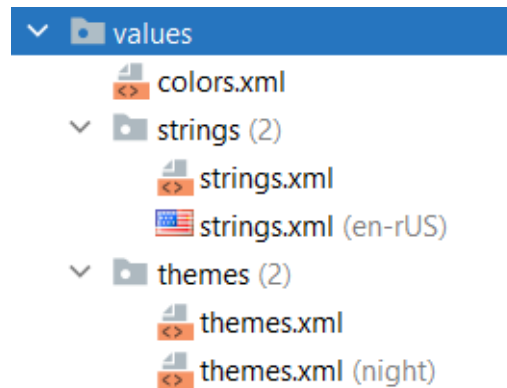 values
colors.xml
strings (2)
strings.xml
strings.xml (en-rUS)
themes (2)
themes.xml
themes.xml (night)